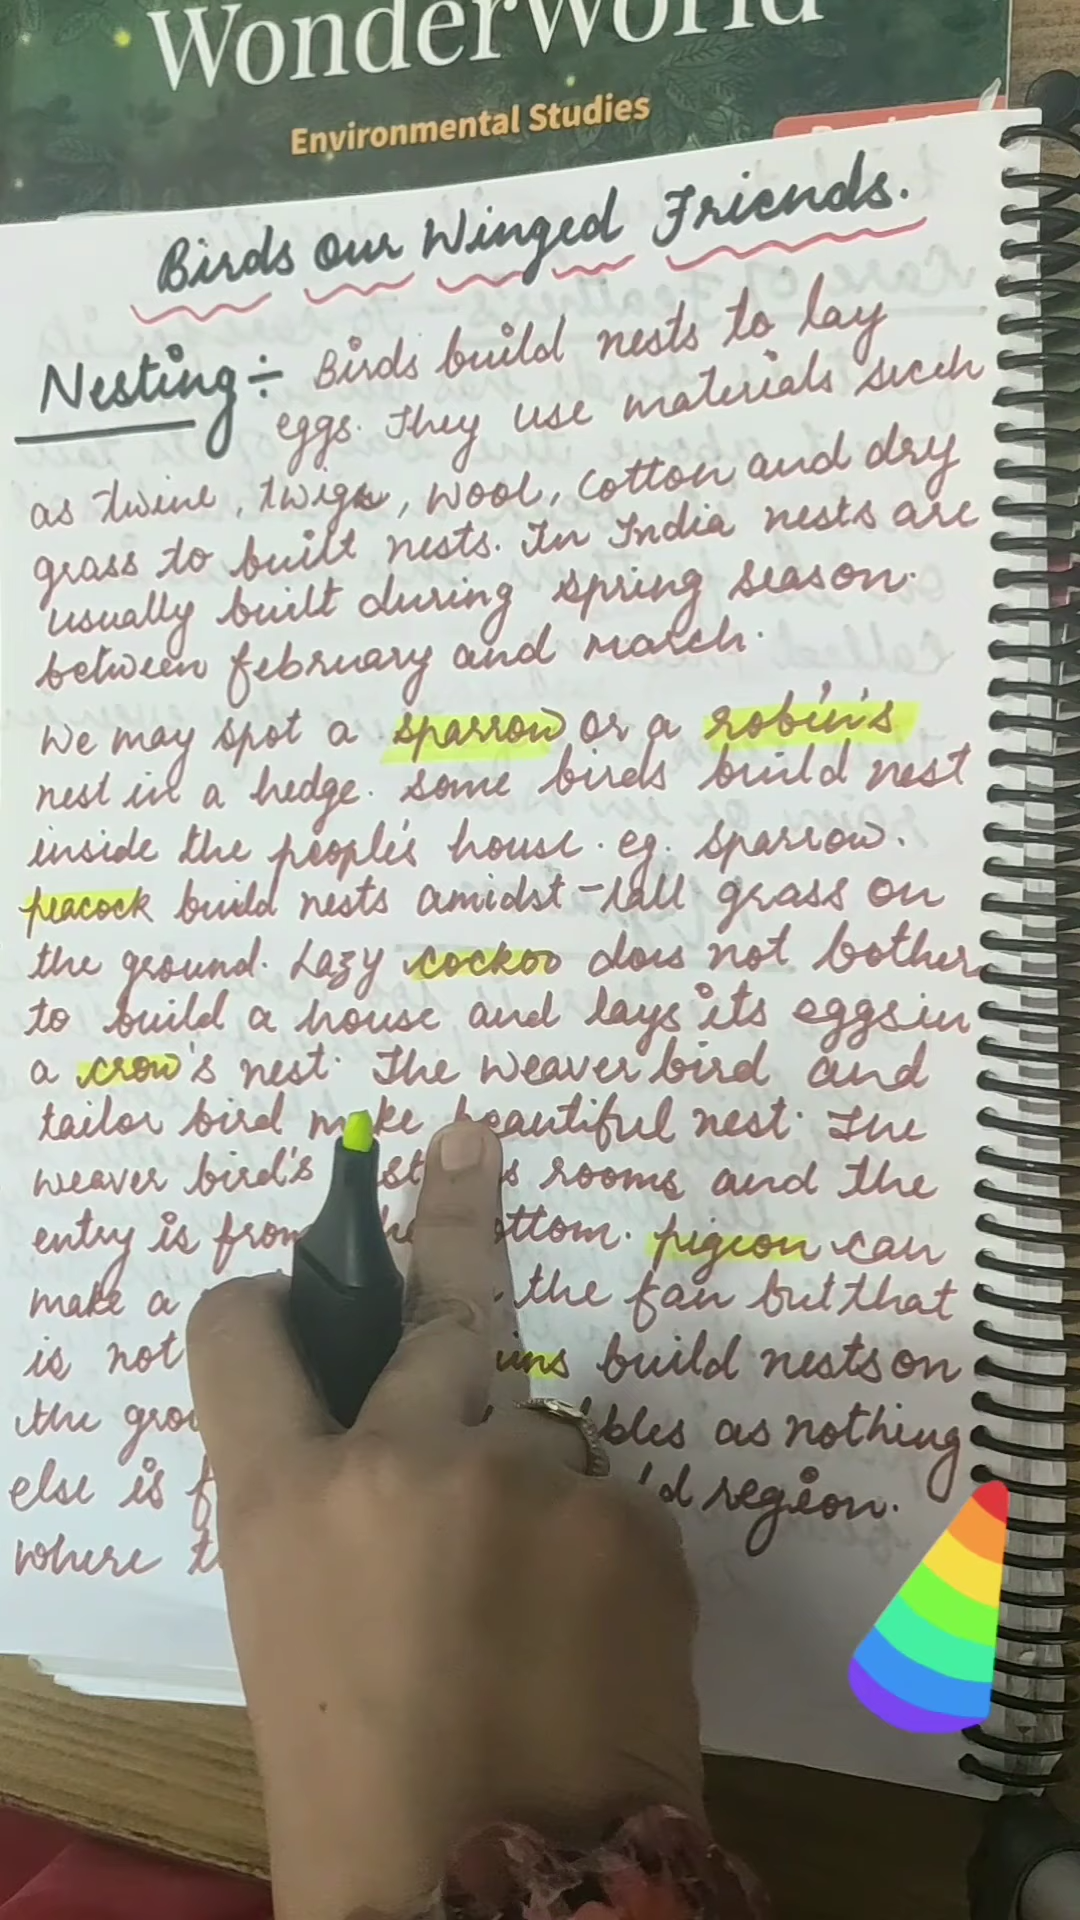 WonderWorld
Environmental Studies
Birds Our Winged Friends.
Nesting ÷ Birds build nests to lay
eggs. They use materials such
as twine, twigs, wool, cotton and dry
grass to built nests. In India nests are
usually built during spring season.
between february and march.
We may spot a sparrow or a robin's
nest in a hedge. some birds build nest
inside the people's house. eg. sparrow.
peacock build nests amidst tall grass on
the ground. Lazy cockoo does not bother
to build a house and lays its eggs in
a crow's nest. The weaver bird and
tailor bird make beautiful nest. The
weaver bird's rooms and the
entry is from bottom. pigeon can
make a the fan but that
is not build nests on
the as nothing
else is region.
where